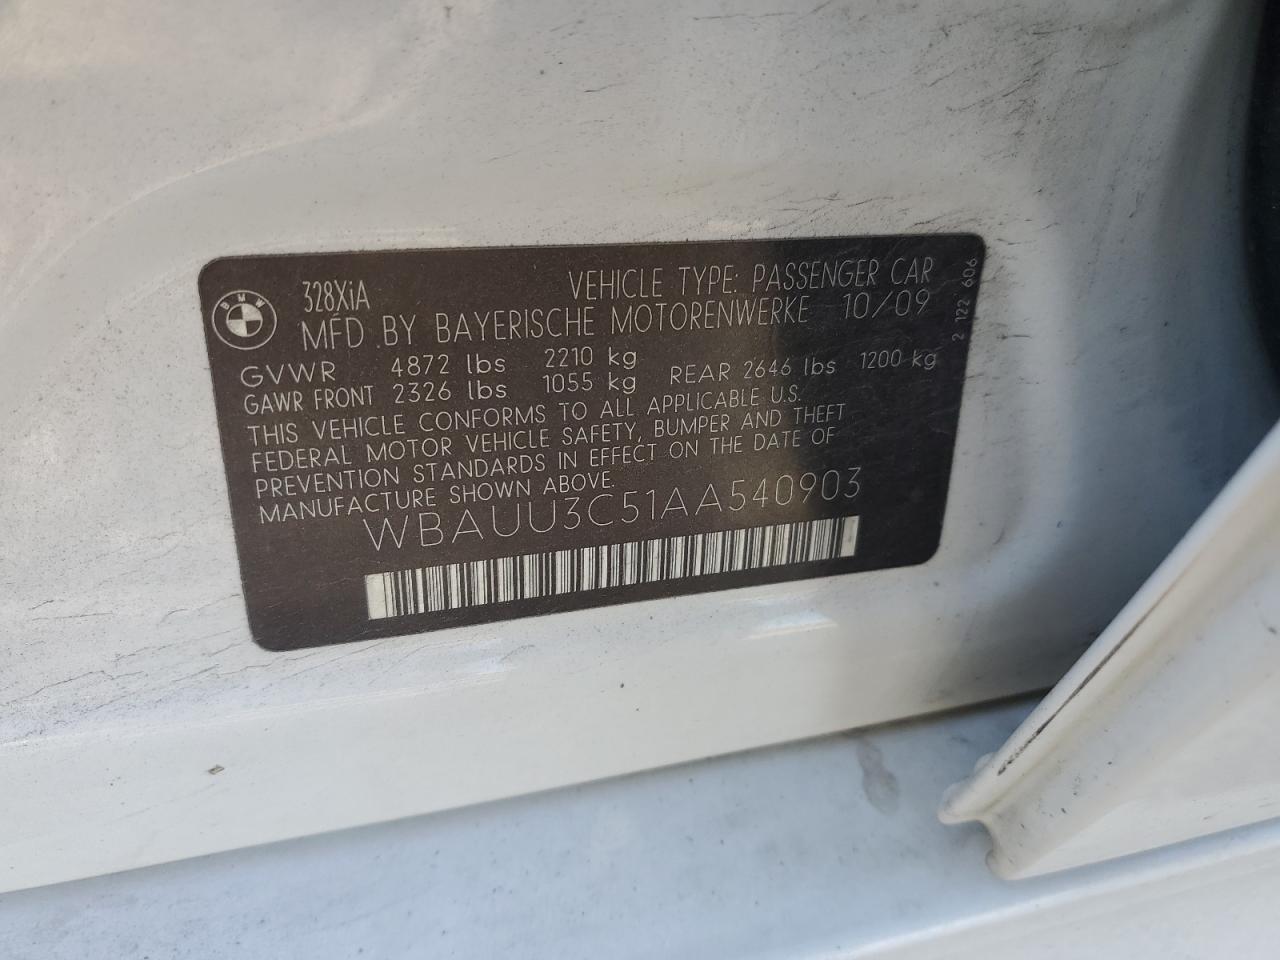 BMW
328XiA
VEHICLE TYPE: PASSENGER CAR
MFD BY BAYERISCHE MOTORENWERKE 10/09
GVWR 4872 lbs 2210 kg
GAWR FRONT 2326 lbs 1055 kg REAR 2646 lbs 1200 kg
THIS VEHICLE CONFORMS TO ALL APPLICABLE U.S.
FEDERAL MOTOR VEHICLE SAFETY, BUMPER AND THEFT
PREVENTION STANDARDS IN EFFECT ON THE DATE OF
MANUFACTURE SHOWN ABOVE.
WBAUU3C51AA540903
2 122 606